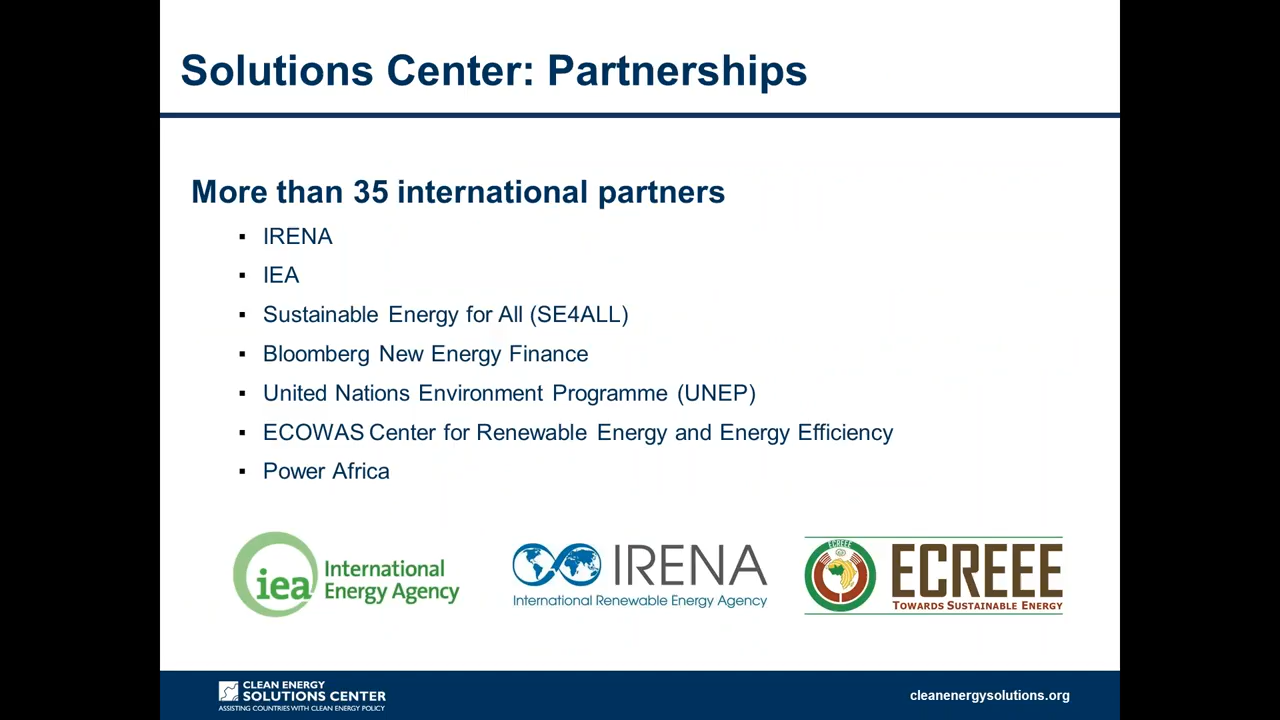 Solutions Center: Partnerships
More than 35 international partners
▪ IRENA
▪ IEA
▪ Sustainable Energy for All (SE4ALL)
▪ Bloomberg New Energy Finance
▪ United Nations Environment Programme (UNEP)
▪ ECOWAS Center for Renewable Energy and Energy Efficiency
▪ Power Africa
iea International
Energy Agency
IRENA
International Renewable Energy Agency
ECREEE
ECREEE
TOWARDS SUSTAINABLE ENERGY
CLEAN ENERGY
SOLUTIONS CENTER
ASSISTING COUNTRIES WITH CLEAN ENERGY POLICY
cleanenergysolutions.org